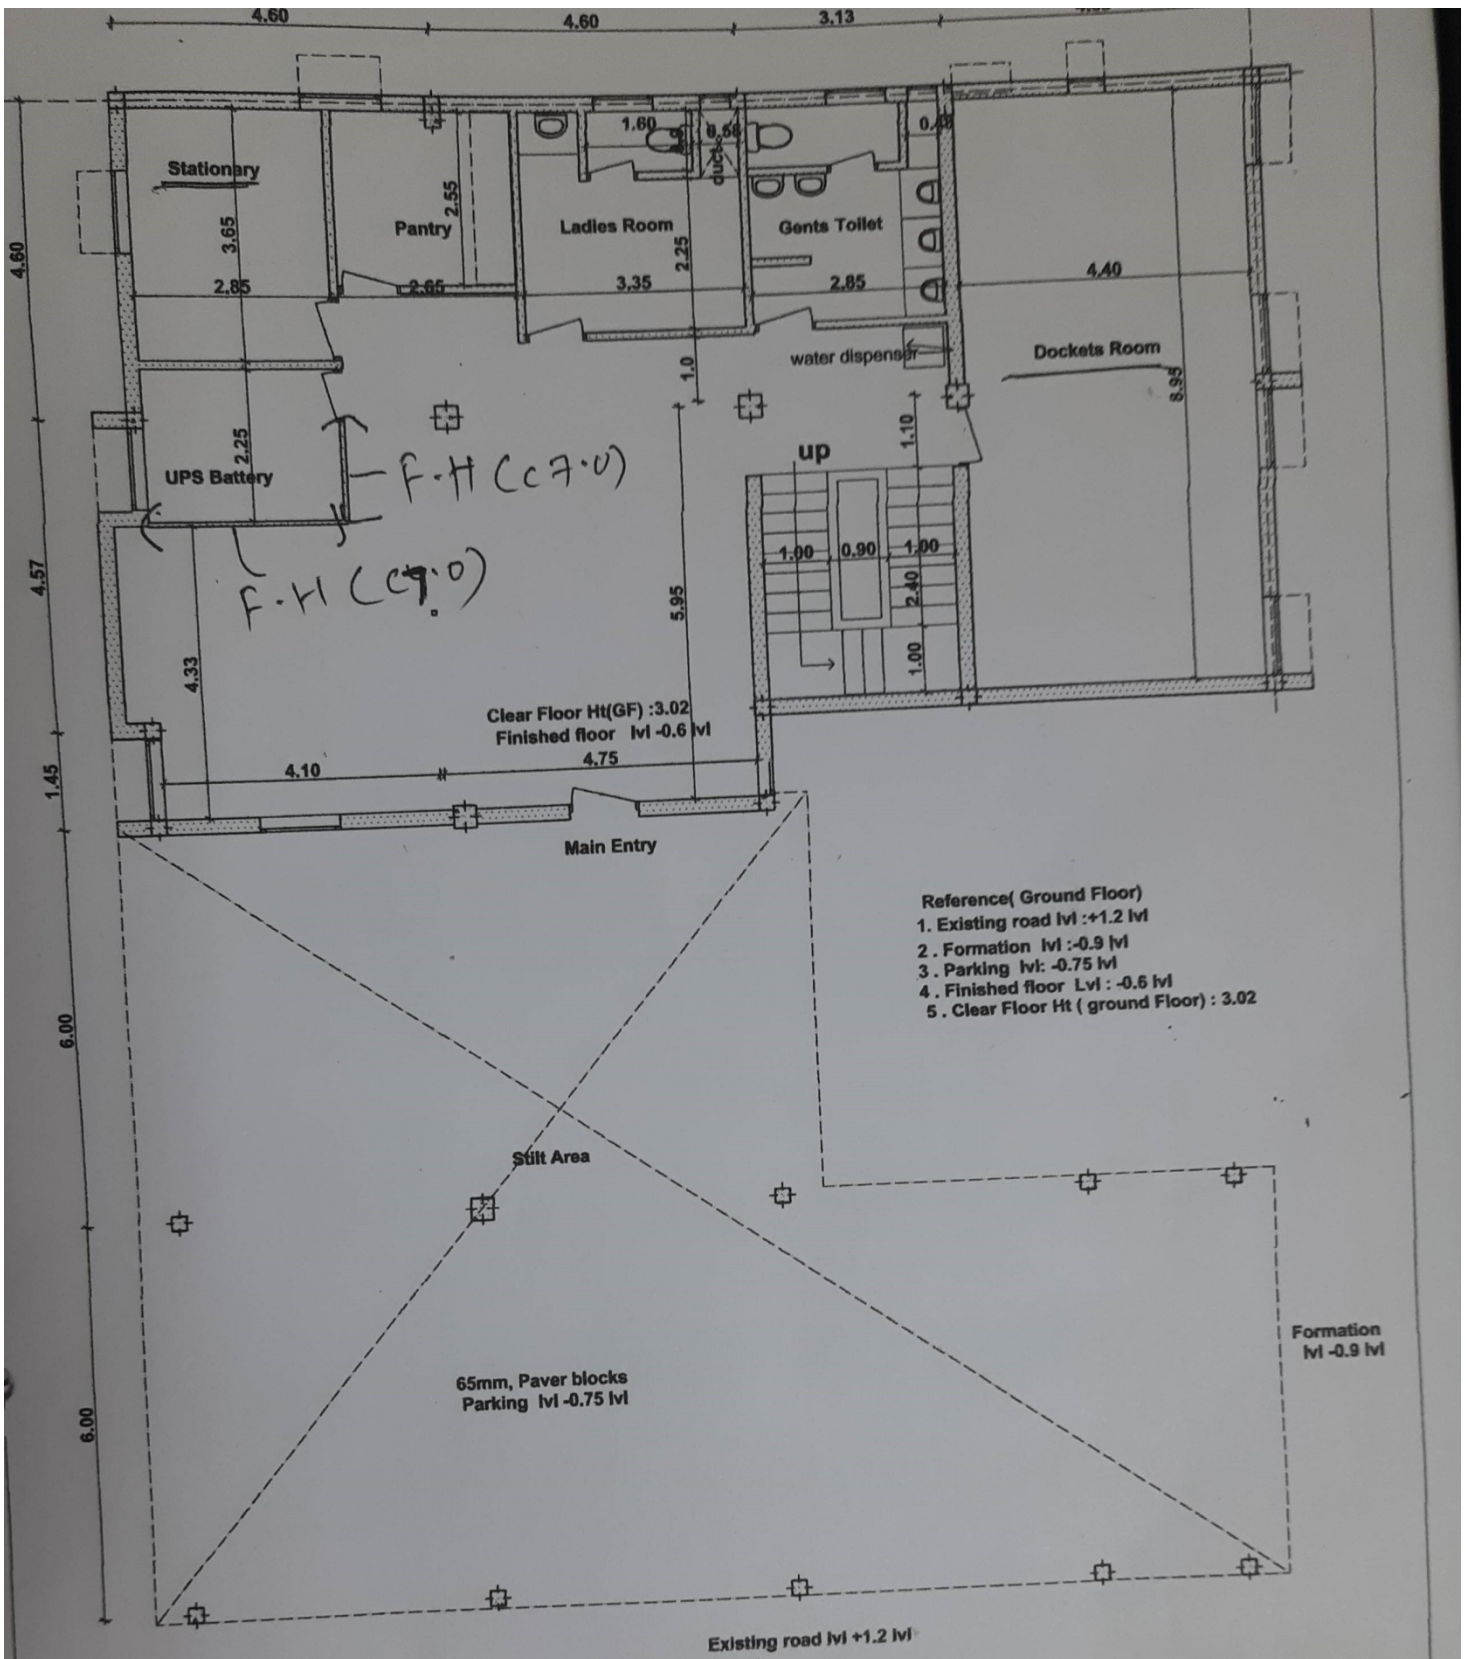 4.60
4.60
3.13
4.60
Stationary
3.65
2.85
Pantry
2.55
2.65
1.60
0.58
duct
Ladies Room
2.25
3.35
Gents Toilet
2.85
4.40
Dockets Room
8.95
water dispenser
1.0
1.10
up
UPS Battery
2.25
F.H (C7.0)
F.H (C7.0)
4.57
1.00
0.90
1.00
2.40
1.00
5.95
4.33
Clear Floor Ht(GF) :3.02
Finished floor lvl -0.6 lvl
4.10
4.75
1.45
Main Entry
Reference( Ground Floor)
1. Existing road lvl :+1.2 lvl
2 . Formation lvl :-0.9 lvl
3 . Parking lvl: -0.75 lvl
4 . Finished floor Lvl : -0.6 lvl
5 . Clear Floor Ht ( ground Floor) : 3.02
6.00
Stilt Area
65mm, Paver blocks
Parking lvl -0.75 lvl
Formation
lvl -0.9 lvl
6.00
Existing road lvl +1.2 lvl